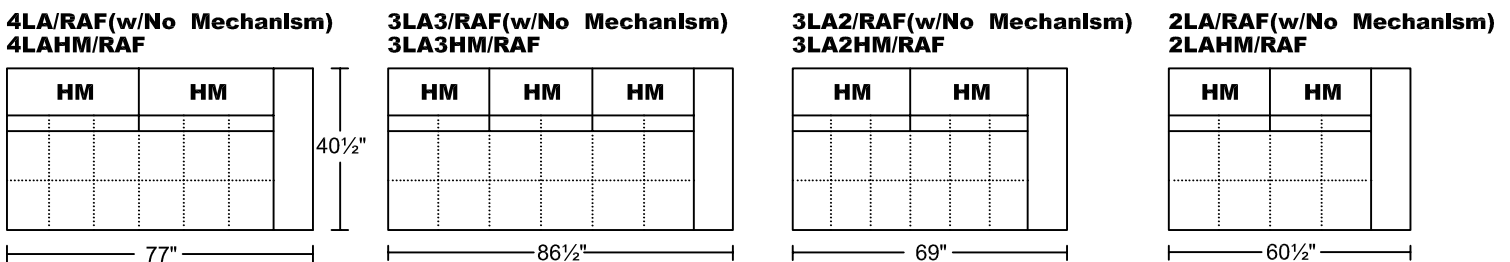 4LA/RAF(w/No Mechanism)
4LAHM/RAF
HM HM
40½"
77"
3LA3/RAF(w/No Mechanism)
3LA3HM/RAF
HM HM HM
86½"
3LA2/RAF(w/No Mechanism)
3LA2HM/RAF
HM HM
69"
2LA/RAF(w/No Mechanism)
2LAHM/RAF
HM HM
60½"